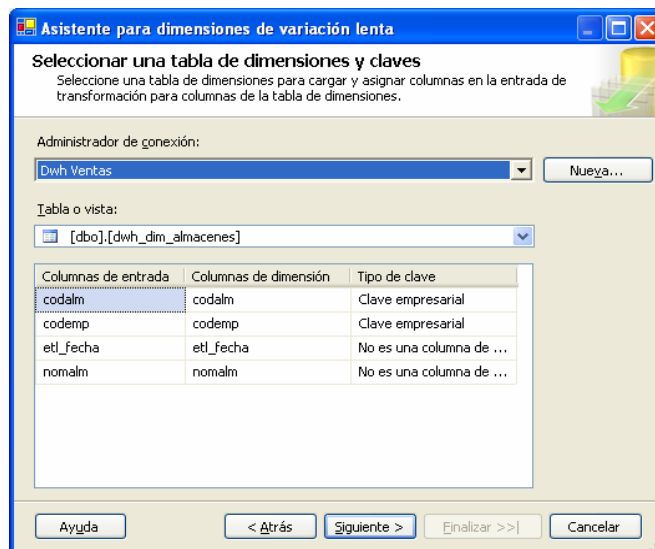 Asistente para dimensiones de variación lenta
Seleccionar una tabla de dimensiones y claves
Seleccione una tabla de dimensiones para cargar y asignar columnas en la entrada de
transformación para columnas de la tabla de dimensiones.
Administrador de conexión:
Dwh Ventas
Nueva...
Tabla o vista:
[dbo].[dwh_dim_almacenes]
Columnas de entrada Columnas de dimensión Tipo de clave
codalm codalm Clave empresarial
codemp codemp Clave empresarial
etl_fecha etl_fecha No es una columna de ...
nomalm nomalm No es una columna de ...
Ayuda < Atrás Siguiente > Finalizar >>| Cancelar